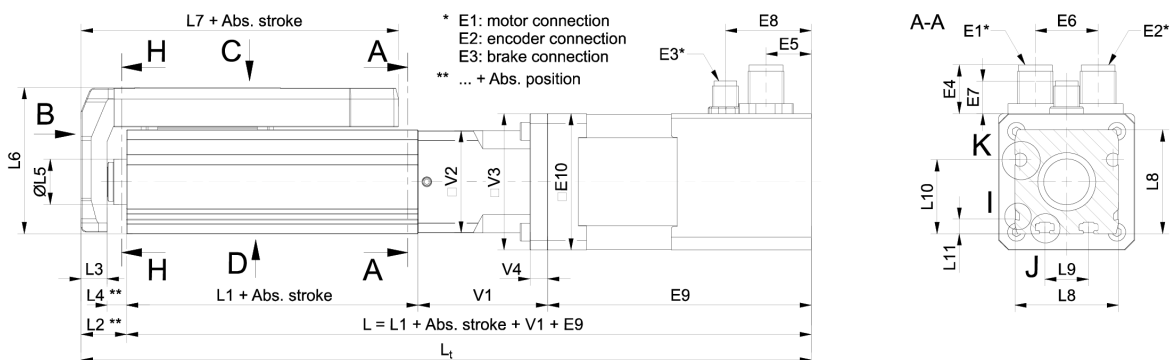 L7 + Abs. stroke
* E1: motor connection
E2: encoder connection
E3: brake connection
** ... + Abs. position
E8
E5
E3*
A-A
E1*
E6
E2*
H
C
A
B
E4
E7
L6
ØL5
□ V2
□ V3
□ E10
K
I
J
L10
L11
L8
L9
L8
H
D
A
L3
V4
L4 **
L1 + Abs. stroke
V1
E9
L2 **
L = L1 + Abs. stroke + V1 + E9
Lt